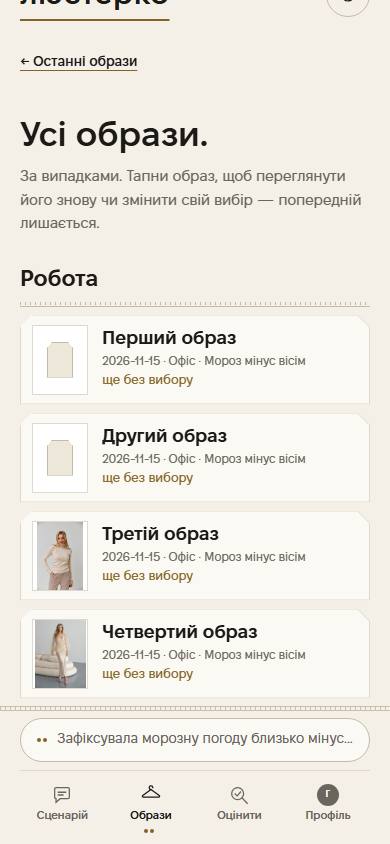 ← Останні образи
Усі образи.
За випадками. Тапни образ, щоб переглянути
його знову чи змінити свій вибір — попередній
лишається.
Робота
Перший образ
2026-11-15 · Офіс · Мороз мінус вісім
ще без вибору
Другий образ
2026-11-15 · Офіс · Мороз мінус вісім
ще без вибору
Третій образ
2026-11-15 · Офіс · Мороз мінус вісім
ще без вибору
Четвертий образ
2026-11-15 · Офіс · Мороз мінус вісім
ще без вибору
Зафіксувала морозну погоду близько мінус...
Сценарій
Образи
Оцінити
Г
Профіль